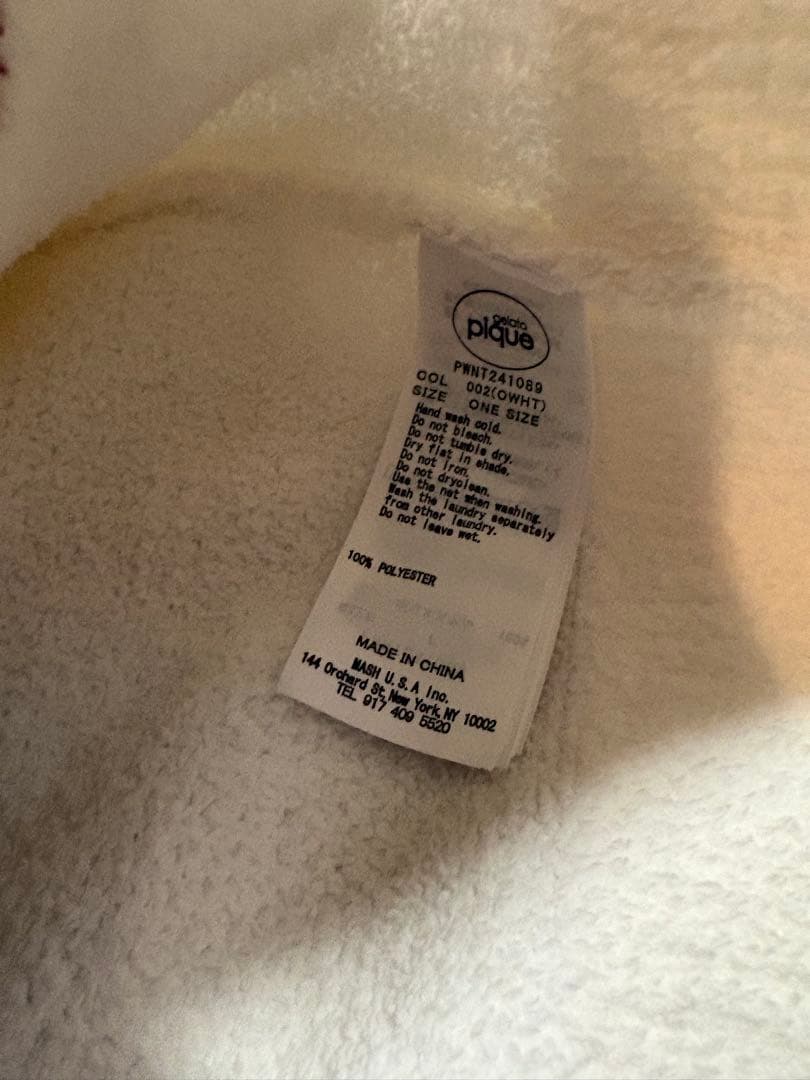 gelato
pique
PWNT241089
COL 002(OWHT)
SIZE ONE SIZE
Hand wash cold.
Do not bleach.
Do not tumble dry.
Dry flat in shade.
Do not iron.
Do not dryclean.
Use the net when washing.
Wash the laundry separately
from other laundry.
Do not leave wet.
100% POLYESTER
MADE IN CHINA
MASH U.S.A Inc.
144 Orchard St, New York, NY 10002
TEL 917 409 5520